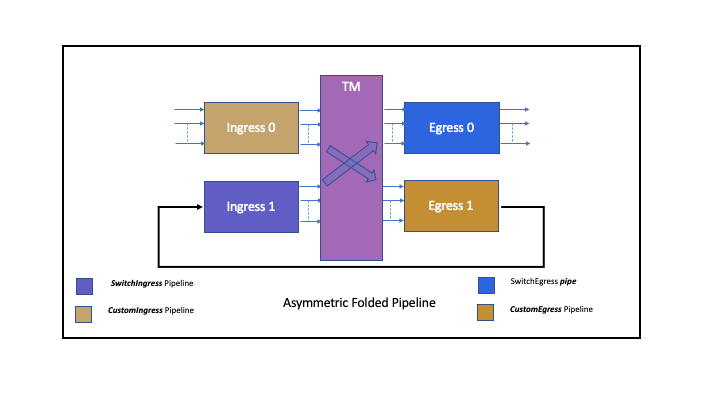 TM
Ingress 0
Egress 0
Ingress 1
Egress 1
SwitchIngress Pipeline
SwitchEgress pipe
CustomIngress Pipeline
Asymmetric Folded Pipeline
CustomEgress Pipeline